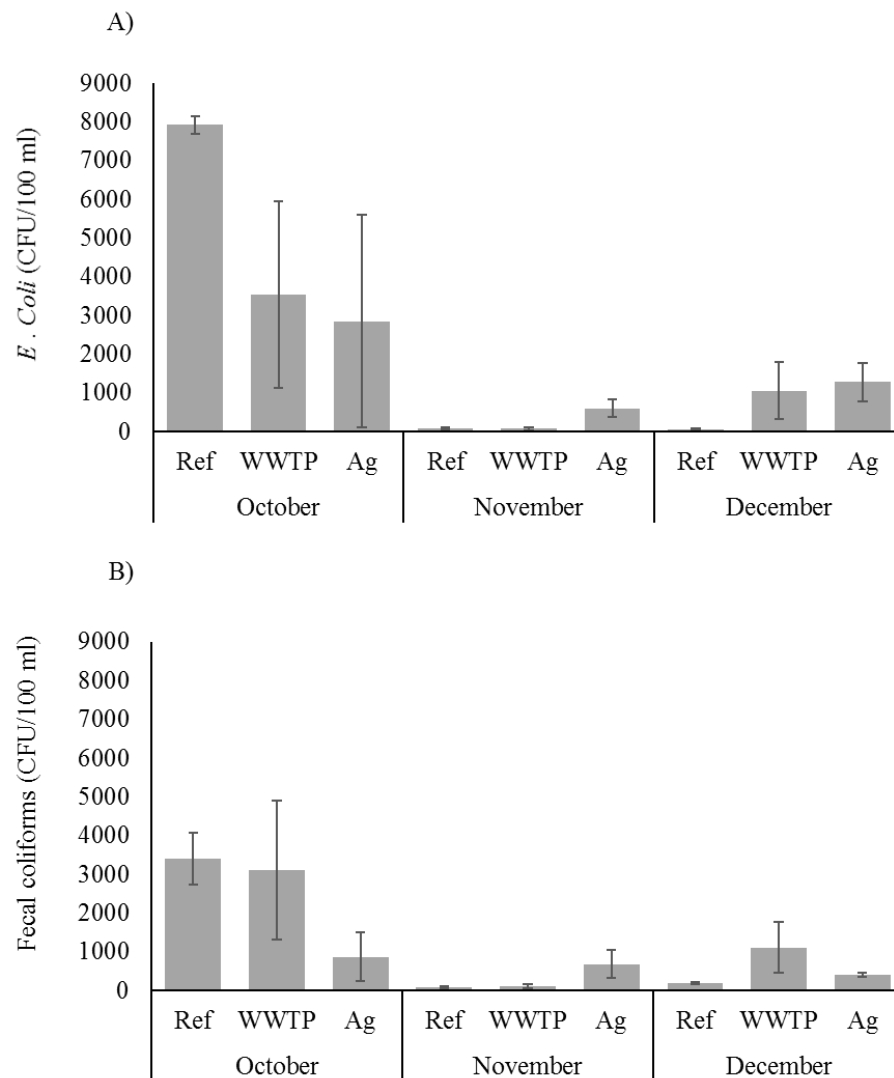 A)
E . Coli (CFU/100 ml)
9000
8000
7000
6000
5000
4000
3000
2000
1000
0
Ref WWTP Ag Ref WWTP Ag Ref WWTP Ag
October November December
B)
Fecal coliforms (CFU/100 ml)
9000
8000
7000
6000
5000
4000
3000
2000
1000
0
Ref WWTP Ag Ref WWTP Ag Ref WWTP Ag
October November December